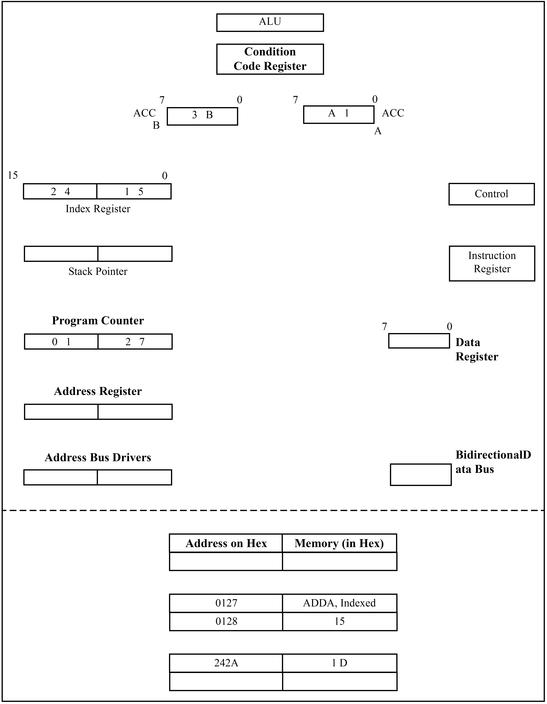 ALU
Condition
Code Register
7 0 7 0
ACC 3 B A 1 ACC
B A
15 0
2 4 1 5 Control
Index Register
Instruction
Register
Stack Pointer
Program Counter
7 0
0 1 2 7 Data
Register
Address Register
Address Bus Drivers
BidirectionalD
ata Bus
Address on Hex Memory (in Hex)
0127 ADDA, Indexed
0128 15
242A 1 D